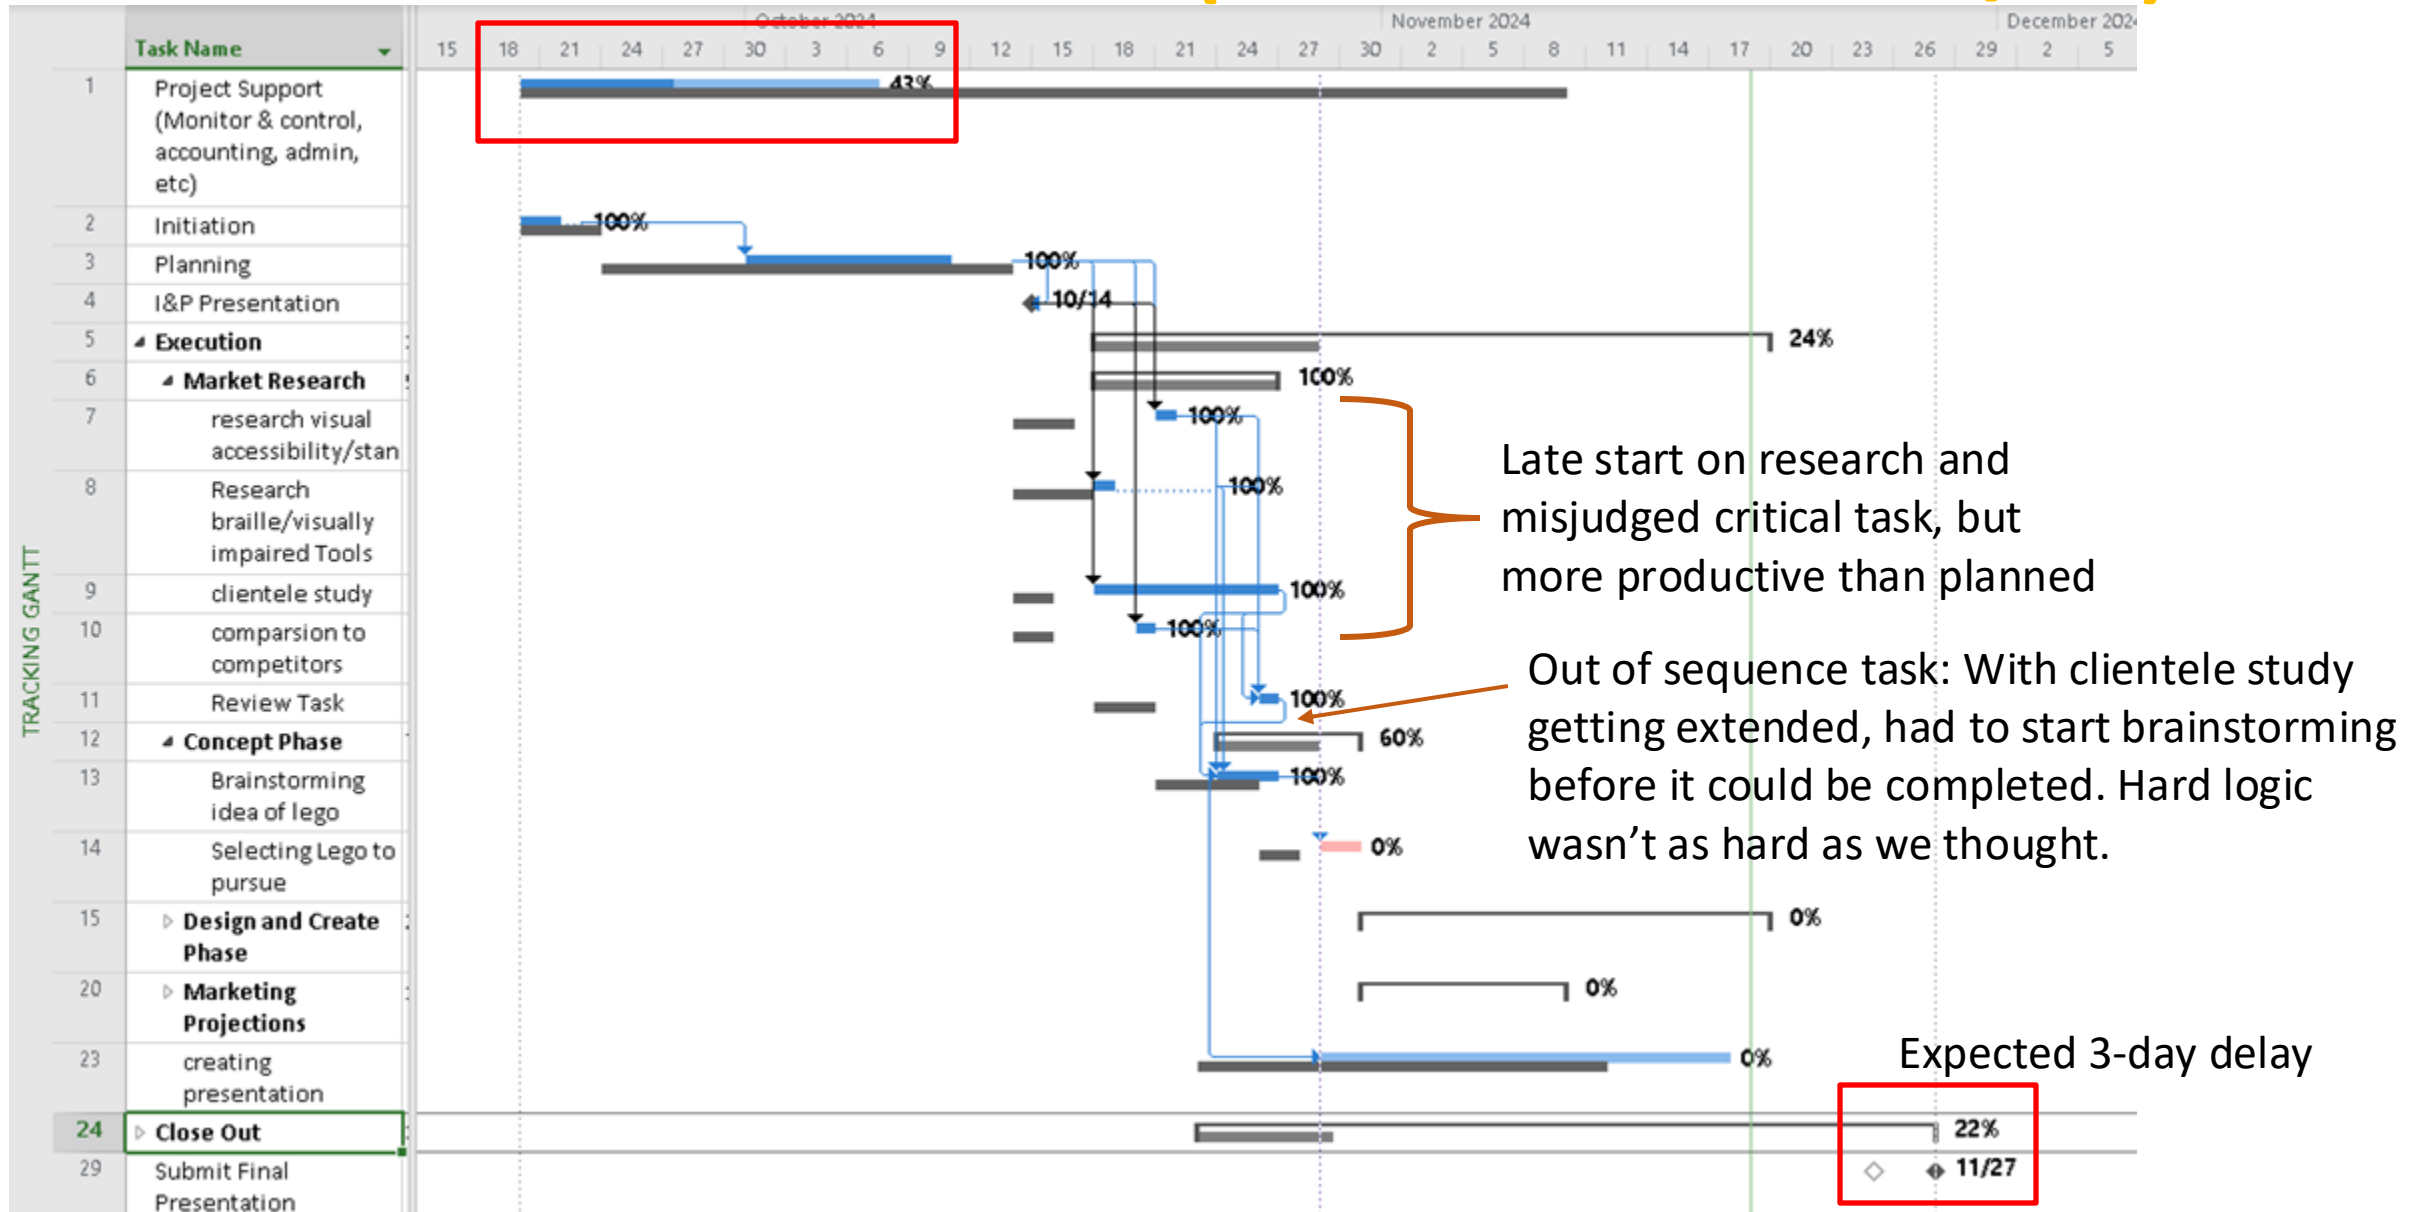 October 2024 November 2024 December 202
Task Name 15 18 21 24 27 30 3 6 9 12 15 18 21 24 27 30 2 5 8 11 14 17 20 23 26 29 2 5
1 Project Support 43%
(Monitor & control,
accounting, admin,
etc)
2 Initiation 100%
3 Planning 100%
4 I&P Presentation 10/14
5 Execution 24%
6 Market Research 100%
7 research visual 100%
accessibility/stan
8 Research 100%
braille/visually
impaired Tools
9 clientele study 100%
10 comparsion to 100%
competitors
11 Review Task 100%
12 Concept Phase 60%
13 Brainstorming 100%
idea of lego
14 Selecting Lego to 0%
pursue
15 Design and Create 0%
Phase
20 Marketing 0%
Projections
23 creating 0%
presentation
24 Close Out 22%
29 Submit Final 11/27
Presentation
TRACKING GANTT
Late start on research and
misjudged critical task, but
more productive than planned
Out of sequence task: With clientele study
getting extended, had to start brainstorming
before it could be completed. Hard logic
wasn't as hard as we thought.
Expected 3-day delay